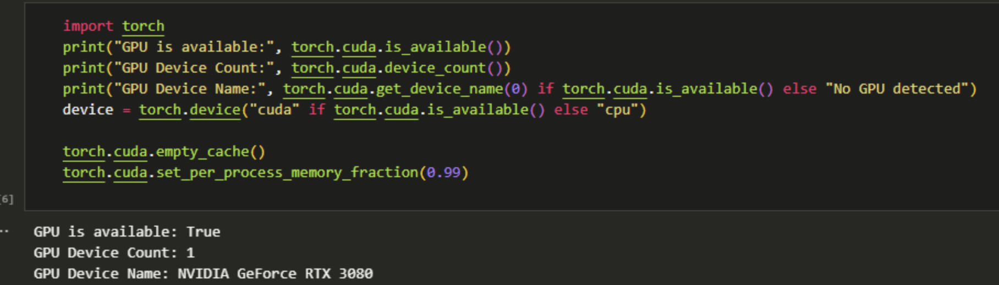 import torch
print("GPU is available:", torch.cuda.is_available())
print("GPU Device Count:", torch.cuda.device_count())
print("GPU Device Name:", torch.cuda.get_device_name(0) if torch.cuda.is_available() else "No GPU detected")
device = torch.device("cuda" if torch.cuda.is_available() else "cpu")
torch.cuda.empty_cache()
torch.cuda.set_per_process_memory_fraction(0.99)
[6]
GPU is available: True
GPU Device Count: 1
GPU Device Name: NVIDIA GeForce RTX 3080